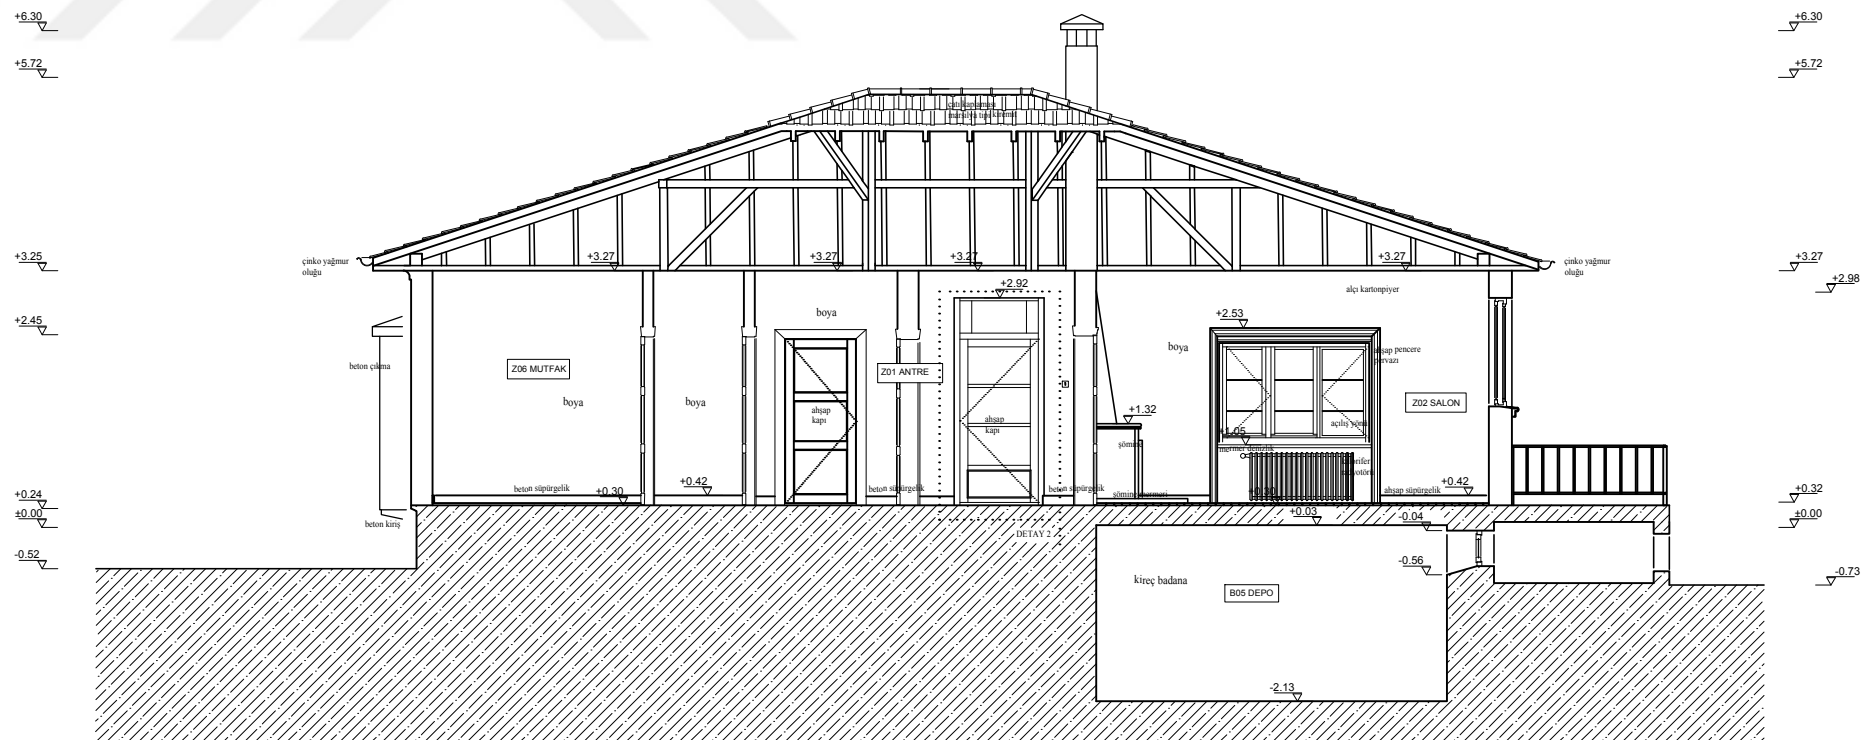 +6.30
+6.30
+5.72
+5.72
çatı kaplaması
marsilya tipi kiremit
+3.25
çinko yağmur
oluğu
+3.27
+3.27
+3.27
+3.27
çinko yağmur
oluğu
+3.27
+2.98
+2.92
alçı kartonpiyer
+2.45
boya
+2.53
boya
ahşap pencere
pervazı
beton çıkma
Z06 MUTFAK
Z01 ANTRE
boya
boya
ahşap
kapı
ahşap
kapı
+1.32
Z02 SALON
açılış yönü
şömine
+1.05
mermer denizlik
kalorifer
radyatörü
+0.24
beton süpürgelik
+0.30
+0.42
beton süpürgelik
beton süpürgelik
şömine mermeri
+0.30
ahşap süpürgelik
+0.42
+0.32
±0.00
beton kiriş
+0.03
-0.04
±0.00
DETAY 2
-0.52
-0.56
-0.73
kireç badana
B05 DEPO
-2.13